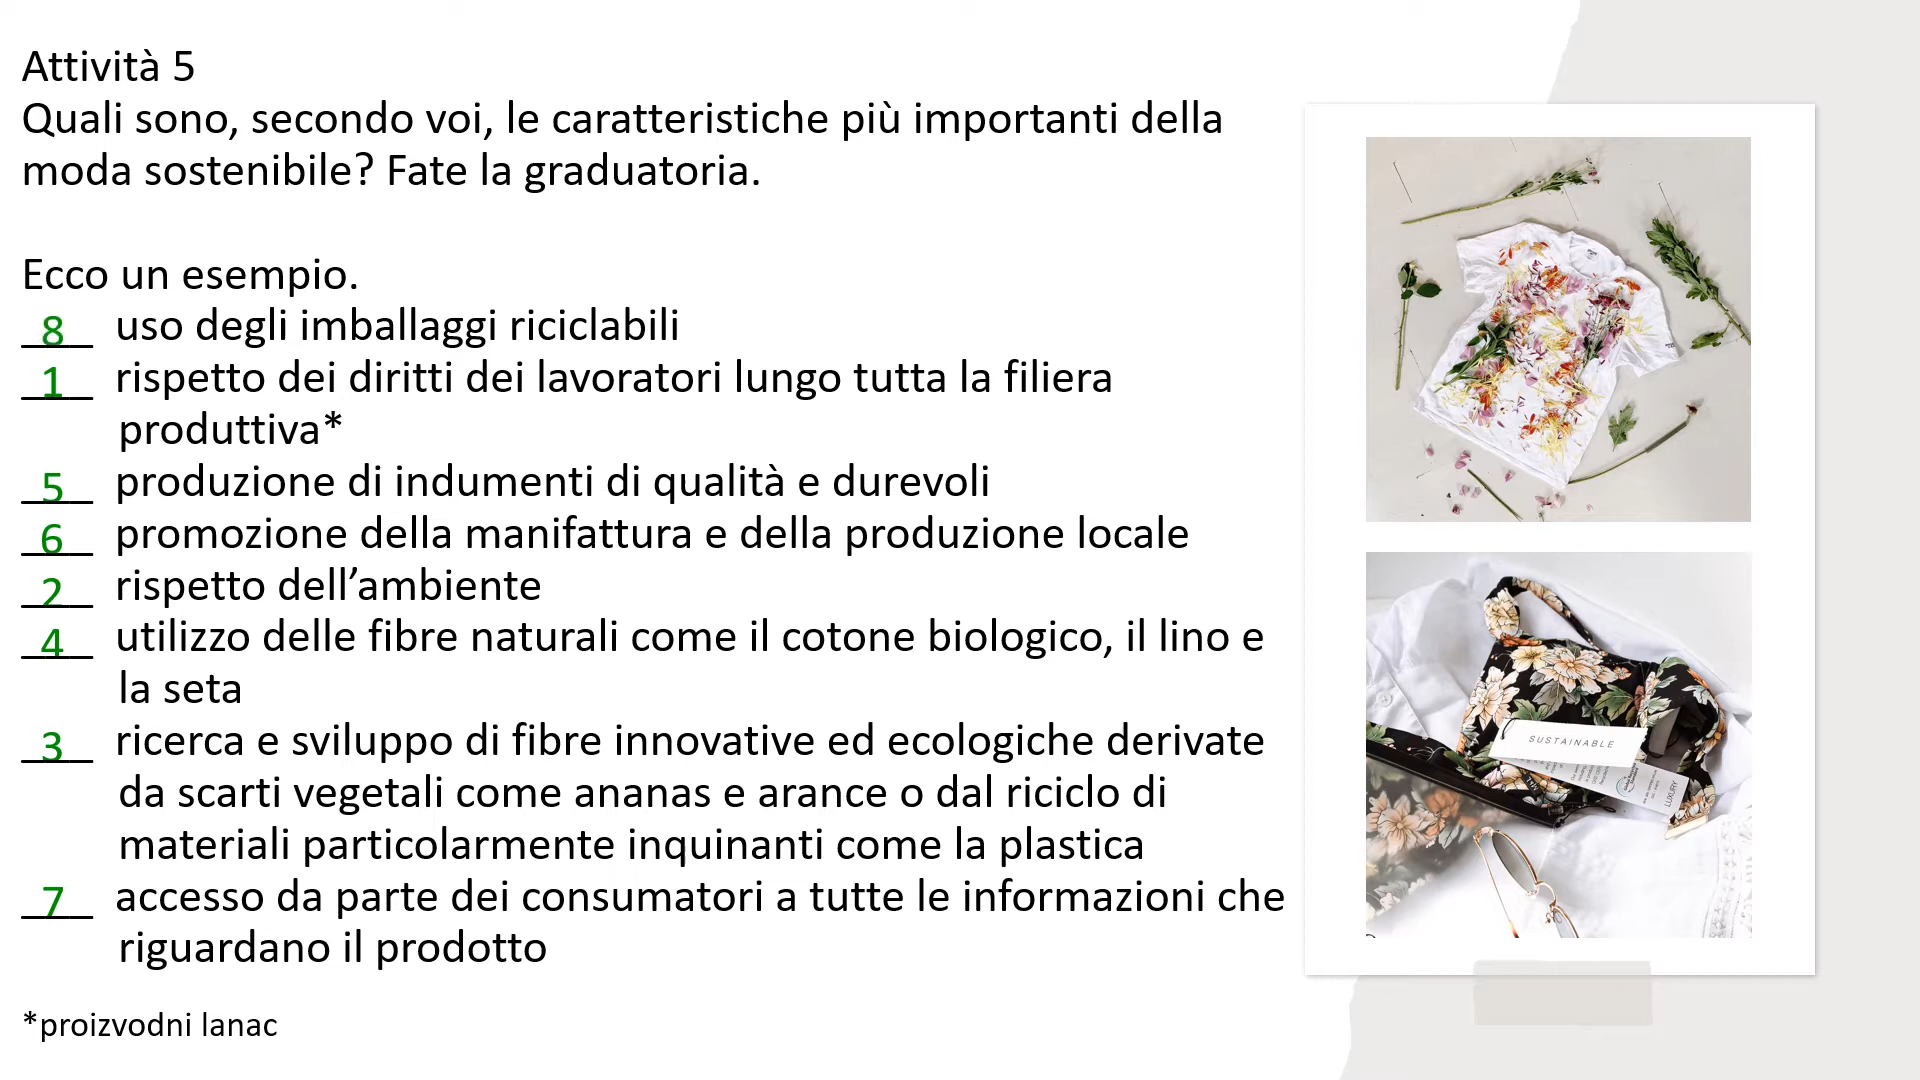 Attività 5
Quali sono, secondo voi, le caratteristiche più importanti della
moda sostenibile? Fate la graduatoria.
Ecco un esempio.
8 uso degli imballaggi riciclabili
1 rispetto dei diritti dei lavoratori lungo tutta la filiera
produttiva*
5 produzione di indumenti di qualità e durevoli
6 promozione della manifattura e della produzione locale
2 rispetto dell’ambiente
4 utilizzo delle fibre naturali come il cotone biologico, il lino e
la seta
3 ricerca e sviluppo di fibre innovative ed ecologiche derivate
da scarti vegetali come ananas e arance o dal riciclo di
materiali particolarmente inquinanti come la plastica
7 accesso da parte dei consumatori a tutte le informazioni che
riguardano il prodotto
*proizvodni lanac
SUSTAINABLE
LUXURY